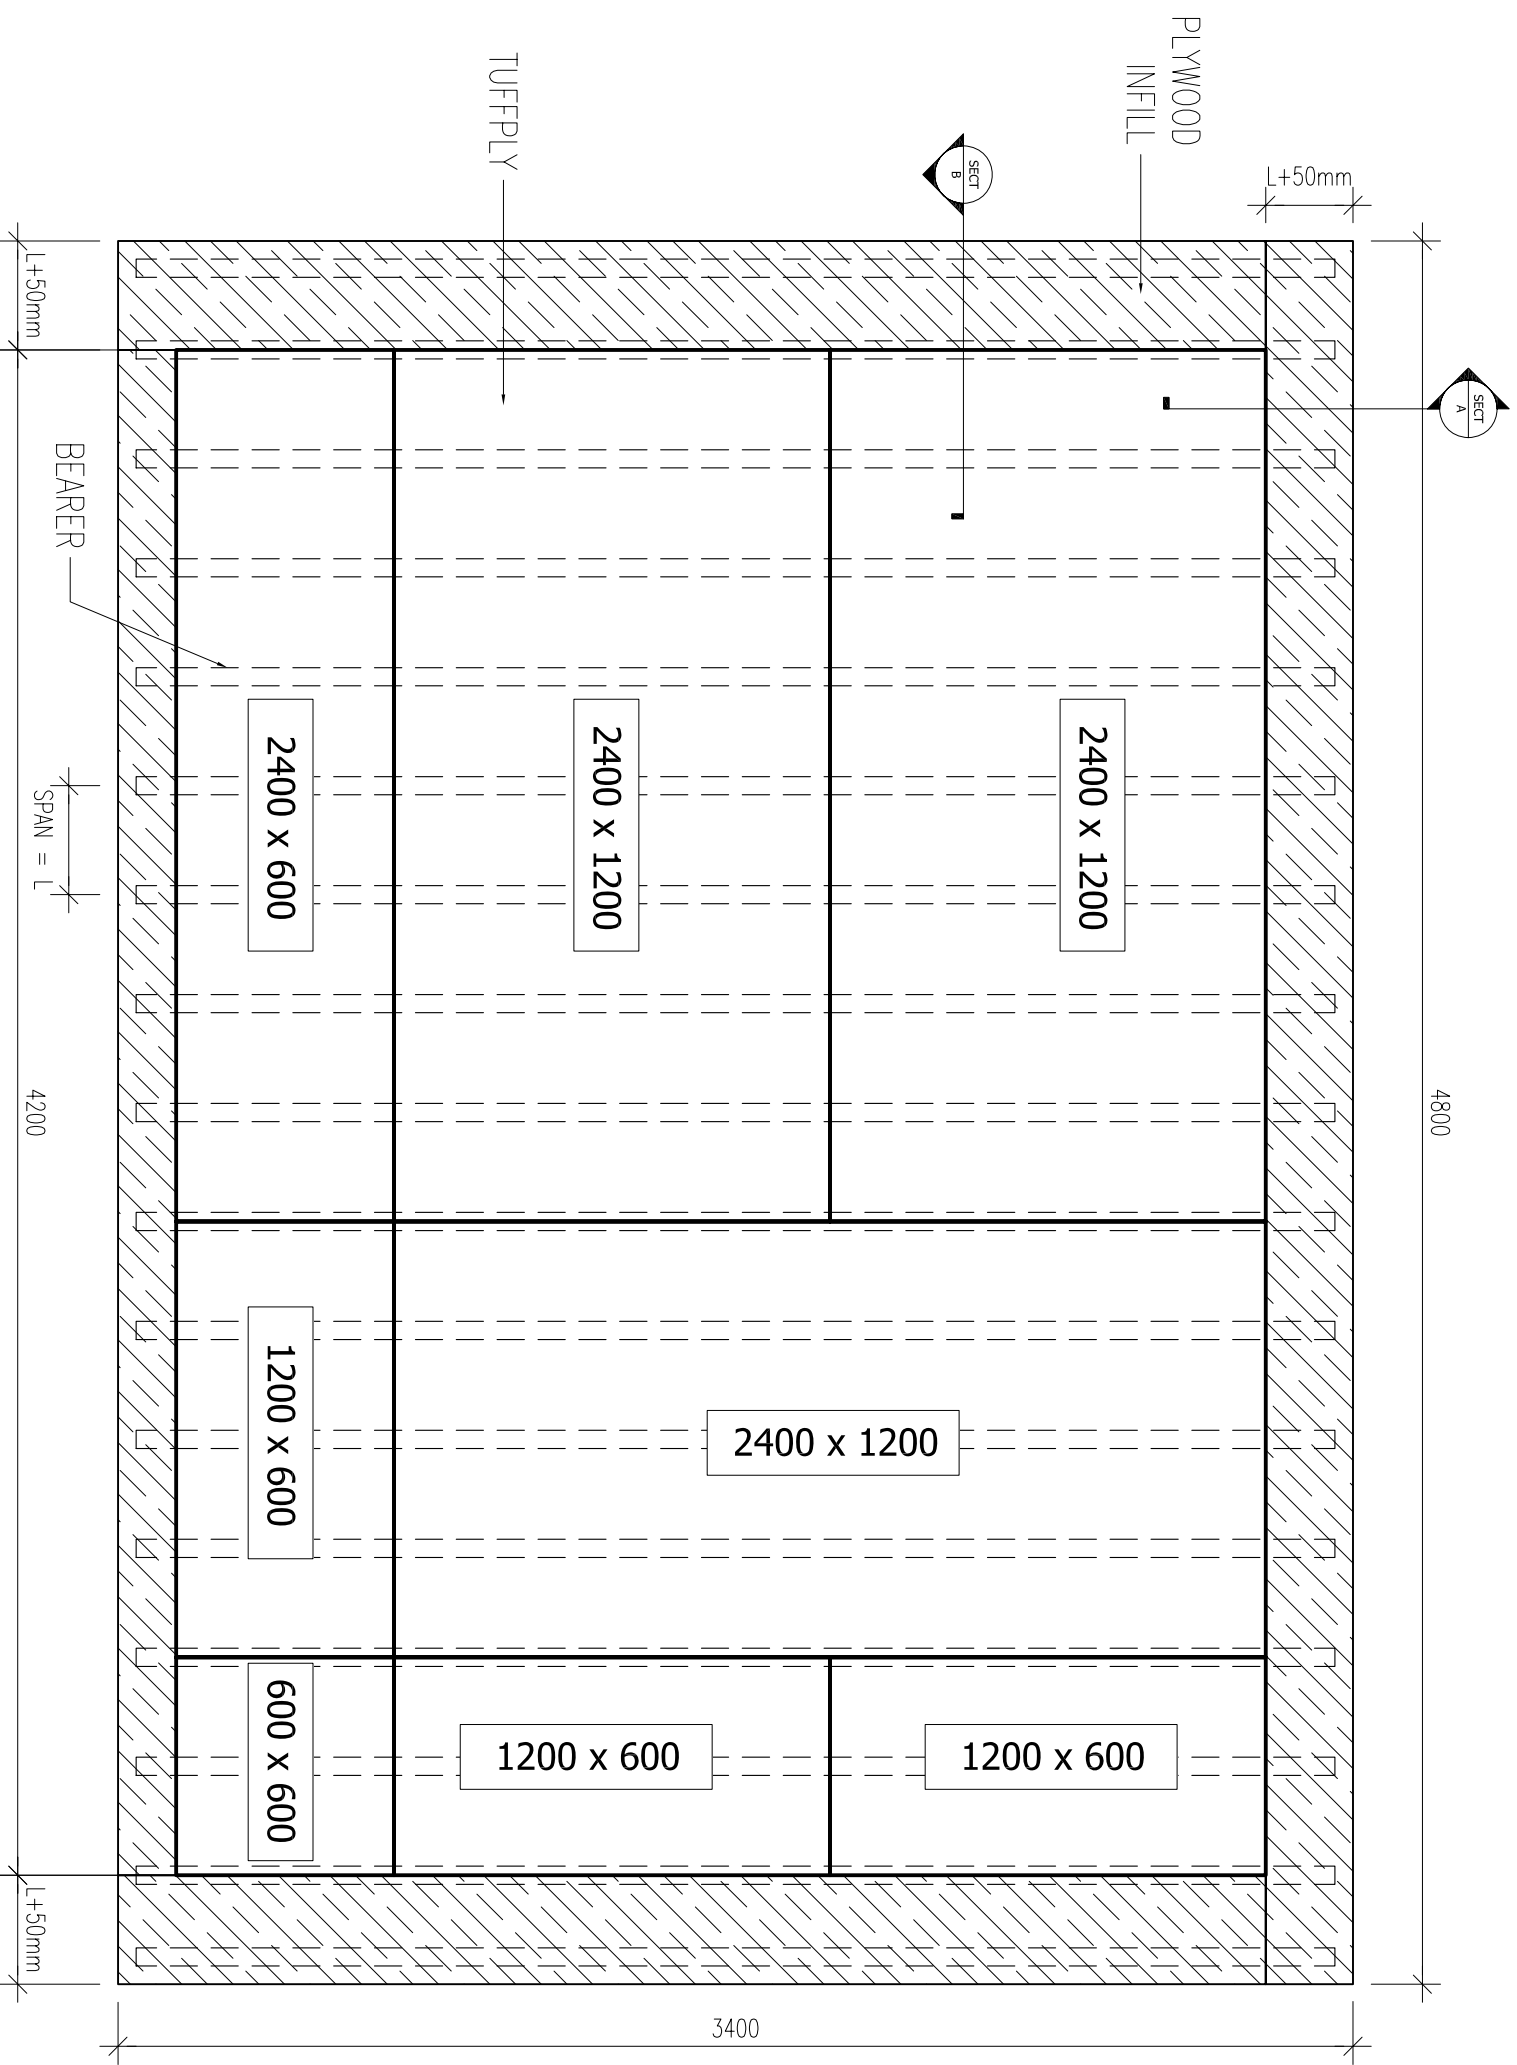 PLYWOOD
INFILL
L+50mm
SECT
B
SECT
A
TUFFPLY
L+50mm
BEARER
2400 x 600
2400 x 1200
2400 x 1200
SPAN = L
4200
4800
1200 x 600
2400 x 1200
600 x 600
1200 x 600
1200 x 600
L+50mm
3400